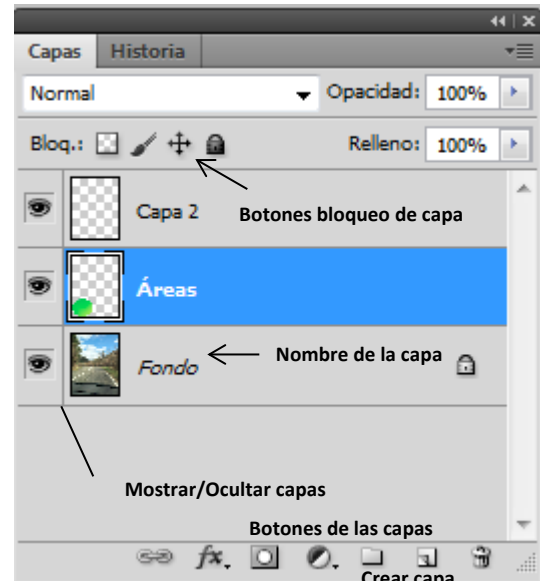 Capas Historia
Normal Opacidad: 100%
Bloq.: Relleno: 100%
Capa 2 Botones bloqueo de capa
Áreas
Fondo Nombre de la capa
Mostrar/Ocultar capas
Botones de las capas
fx.
Crear capa